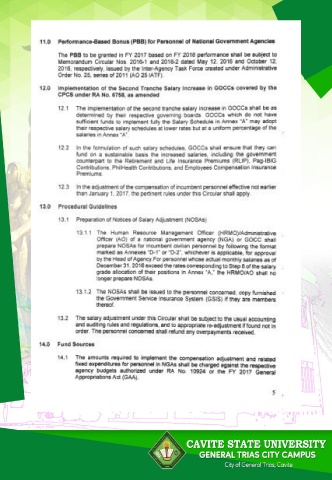 11.0 Performance-Based Bonus (PBB) for Personnel of National Government Agencies
The PBB to be granted in FY 2017 based on FY 2016 performance shall be subject to
Memorandum Circular Nos. 2016-1 and 2016-2 dated May 12, 2016 and October 12,
2016, respectively, issued by the Inter-Agency Task Force created under Administrative
Order No. 25, series of 2011 (AO 25 IATF).
12.0 Implementation of the Second Tranche Salary Increase in GOCCs covered by the
CPCS under RA No. 6758, as amended
12.1 The implementation of the second tranche salary increase in GOCCs shall be as
determined by their respective governing boards. GOCCs which do not have
sufficient funds to implement fully the Salary Schedule in Annex "A" may adopt
their respective salary schedules at lower rates but at a uniform percentage of the
salaries in Annex "A".
12.2 In the formulation of such salary schedules, GOCCs shall ensure that they can
fund on a sustainable basis the increased salaries, including the government
counterpart to the Retirement and Life Insurance Premiums (RLIP), Pag-IBIG
Contributions, PhilHealth Contributions, and Employees Compensation Insurance
Premiums.
12.3 In the adjustment of the compensation of incumbent personnel effective not earlier
than January 1, 2017, the pertinent rules under this Circular shall apply.
13.0 Procedural Guidelines
13.1 Preparation of Notices of Salary Adjustment (NOSAs)
13.1.1 The Human Resource Management Officer (HRMO)/Administrative
Officer (AO) of a national government agency (NGA) or GOCC shall
prepare NOSAs for incumbent civilian personnel by following the format
marked as Annexes "D-1" or "D-2", whichever is applicable, for approval
by the Head of Agency. For personnel whose actual monthly salaries as of
December 31, 2016 exceed the rates corresponding to Step 8 of the salary
grade allocation of their positions in Annex "A," the HRMO/AO shall no
longer prepare NOSAs.
13.1.2 The NOSAs shall be issued to the personnel concerned, copy furnished
the Government Service Insurance System (GSIS) if they are members
thereof.
13.2 The salary adjustment under this Circular shall be subject to the usual accounting
and auditing rules and regulations, and to appropriate re-adjustment if found not in
order. The personnel concerned shall refund any overpayments received.
14.0 Fund Sources
14.1 The amounts required to implement the compensation adjustment and related
fixed expenditures for personnel in NGAs shall be charged against the respective
agency budgets authorized under RA No. 10924 or the FY 2017 General
Appropriations Act (GAA).
5
CAVITE STATE UNIVERSITY
GENERAL TRIAS CITY CAMPUS
City of General Trias, Cavite